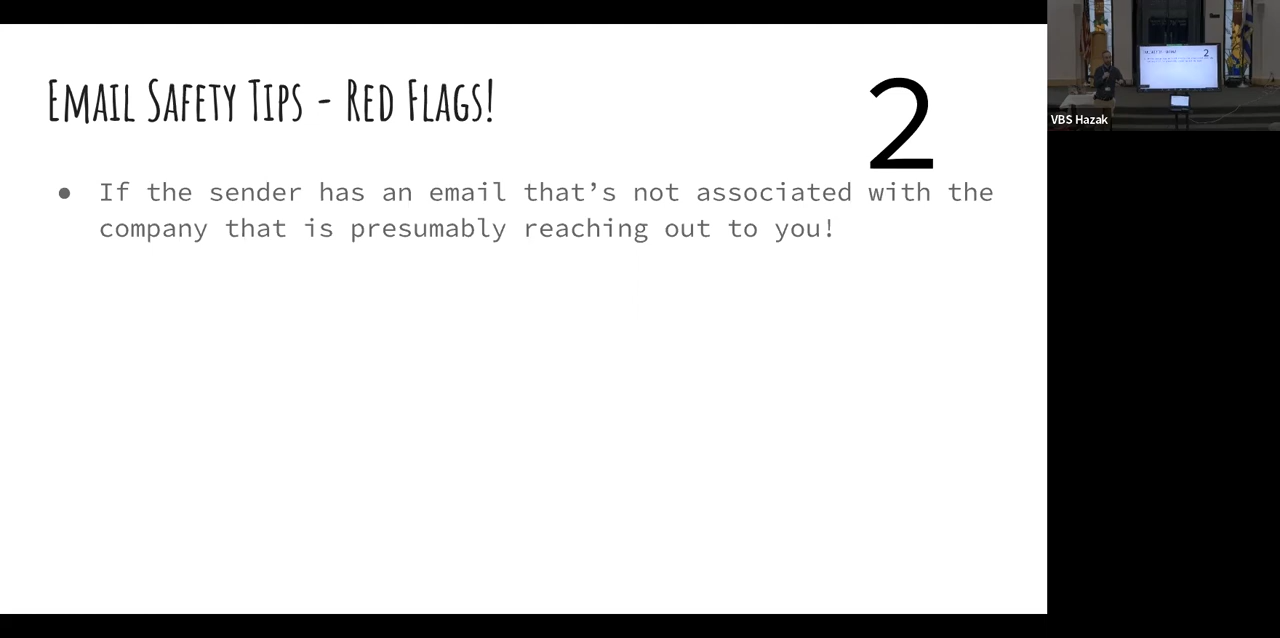 Email Safety Tips - Red Flags!
2
● If the sender has an email that’s not associated with the
company that is presumably reaching out to you!
VBS Hazak
2